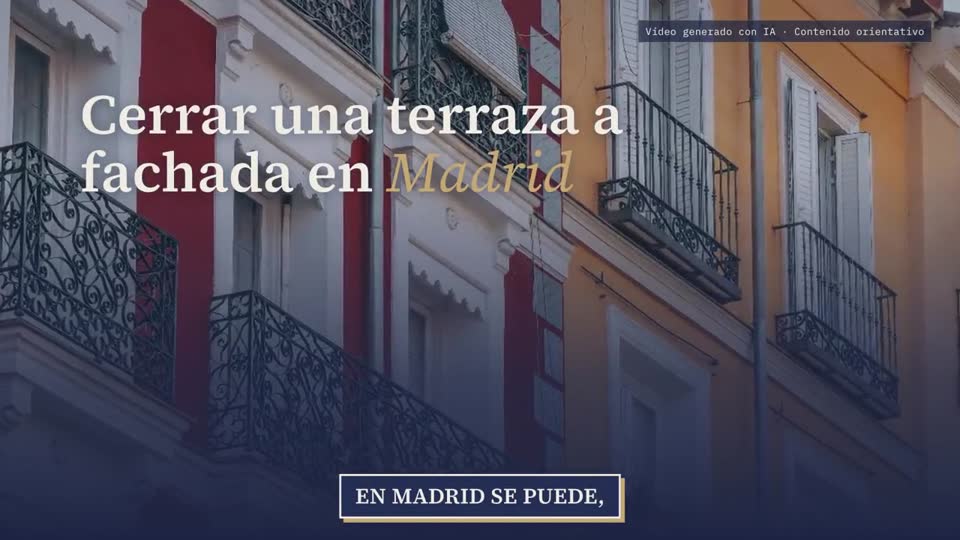 Vídeo generado con IA · Contenido orientativo
Cerrar una terraza a
fachada en Madrid
EN MADRID SE PUEDE,